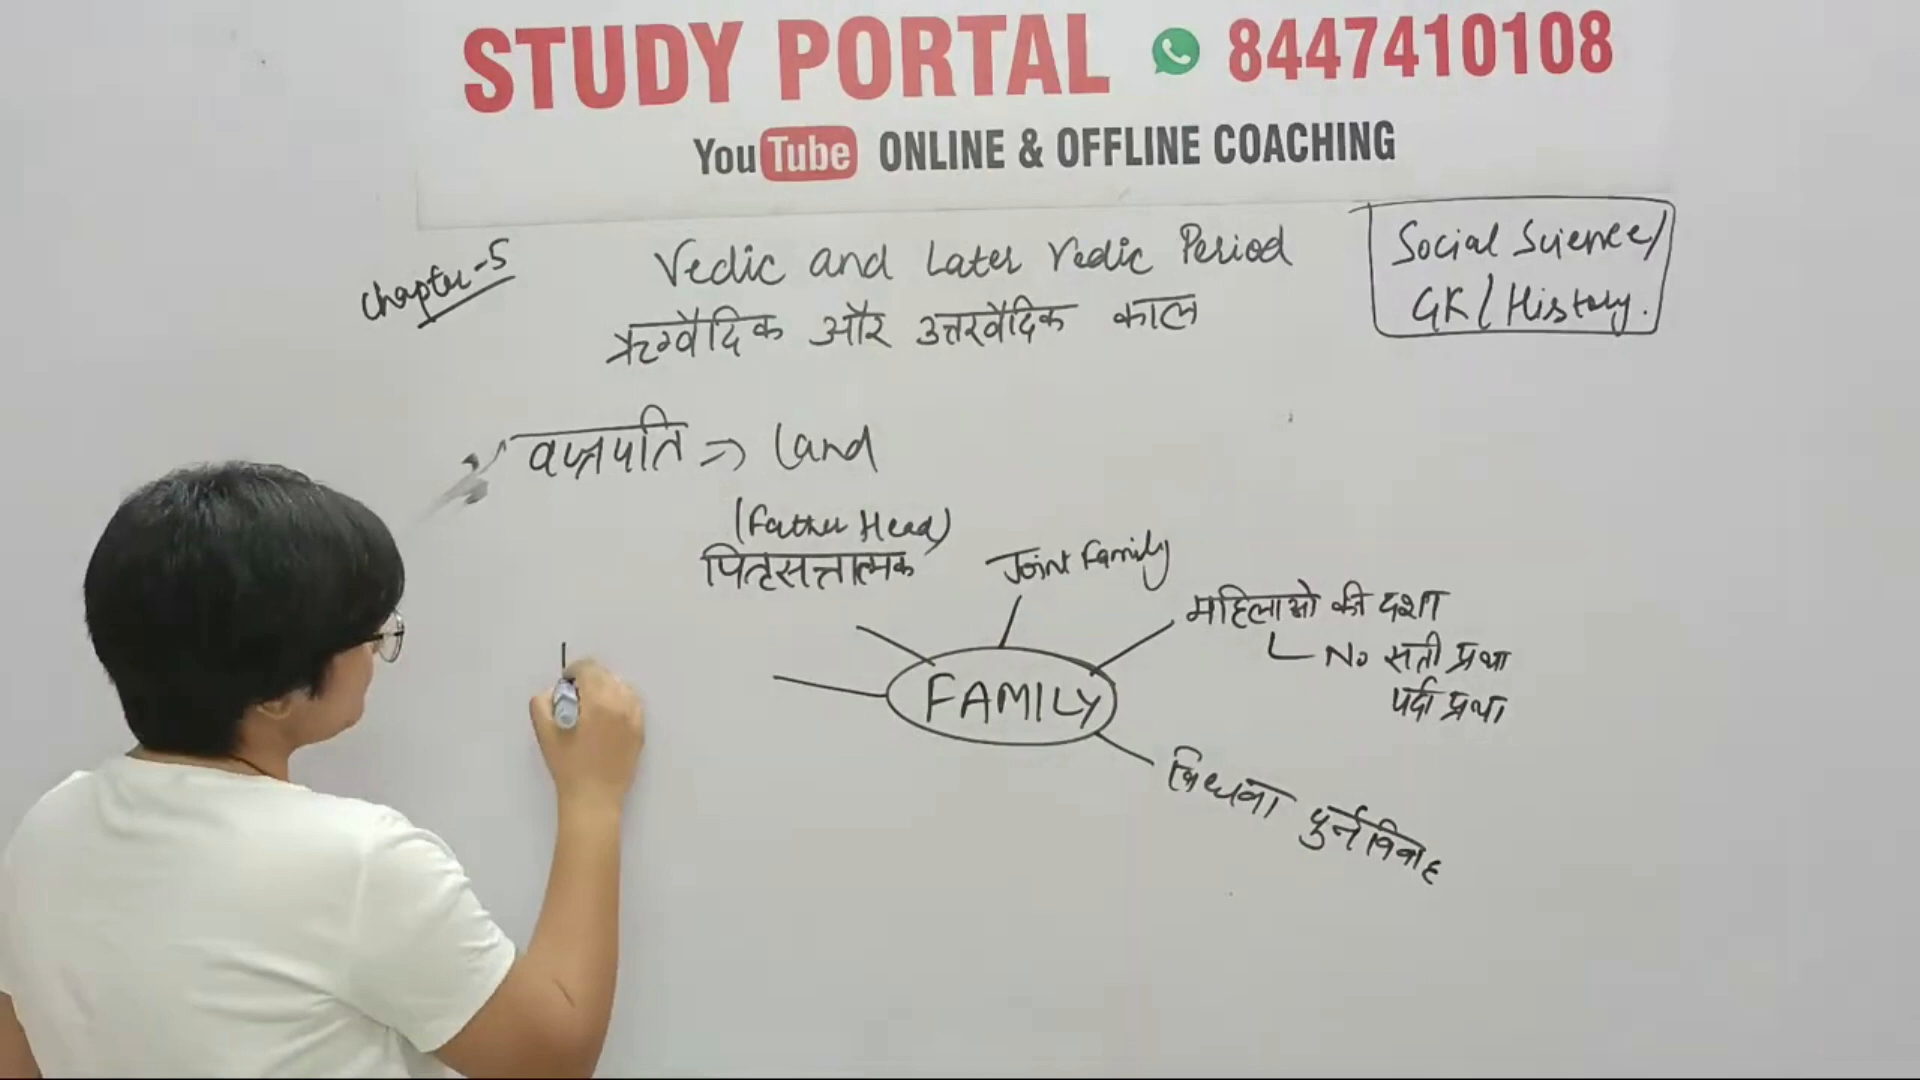 STUDY PORTAL 8447410108
YouTube ONLINE & OFFLINE COACHING
Chapter-5
Vedic and Later Vedic Period
ऋग्वैदिक और उत्तरवैदिक काल
Social Science/
GK/History.
वज्रपति => Land
(Father Head)
पितृसत्तात्मक
Joint Family
महिलाओ की दशा
No सती प्रथा
पर्दा प्रथा
FAMILY
विधवा पुर्नविवाह